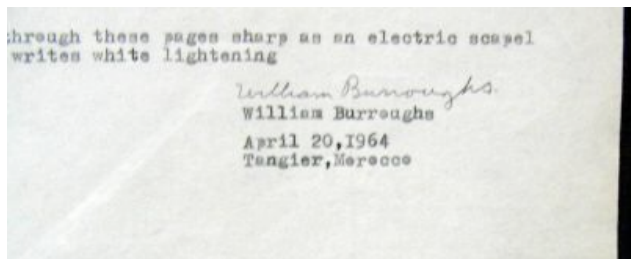 through these pages sharp as an electric scapel
writes white lightening
William Burroughs.
William Burroughs
April 20,1964
Tangier,Morocco